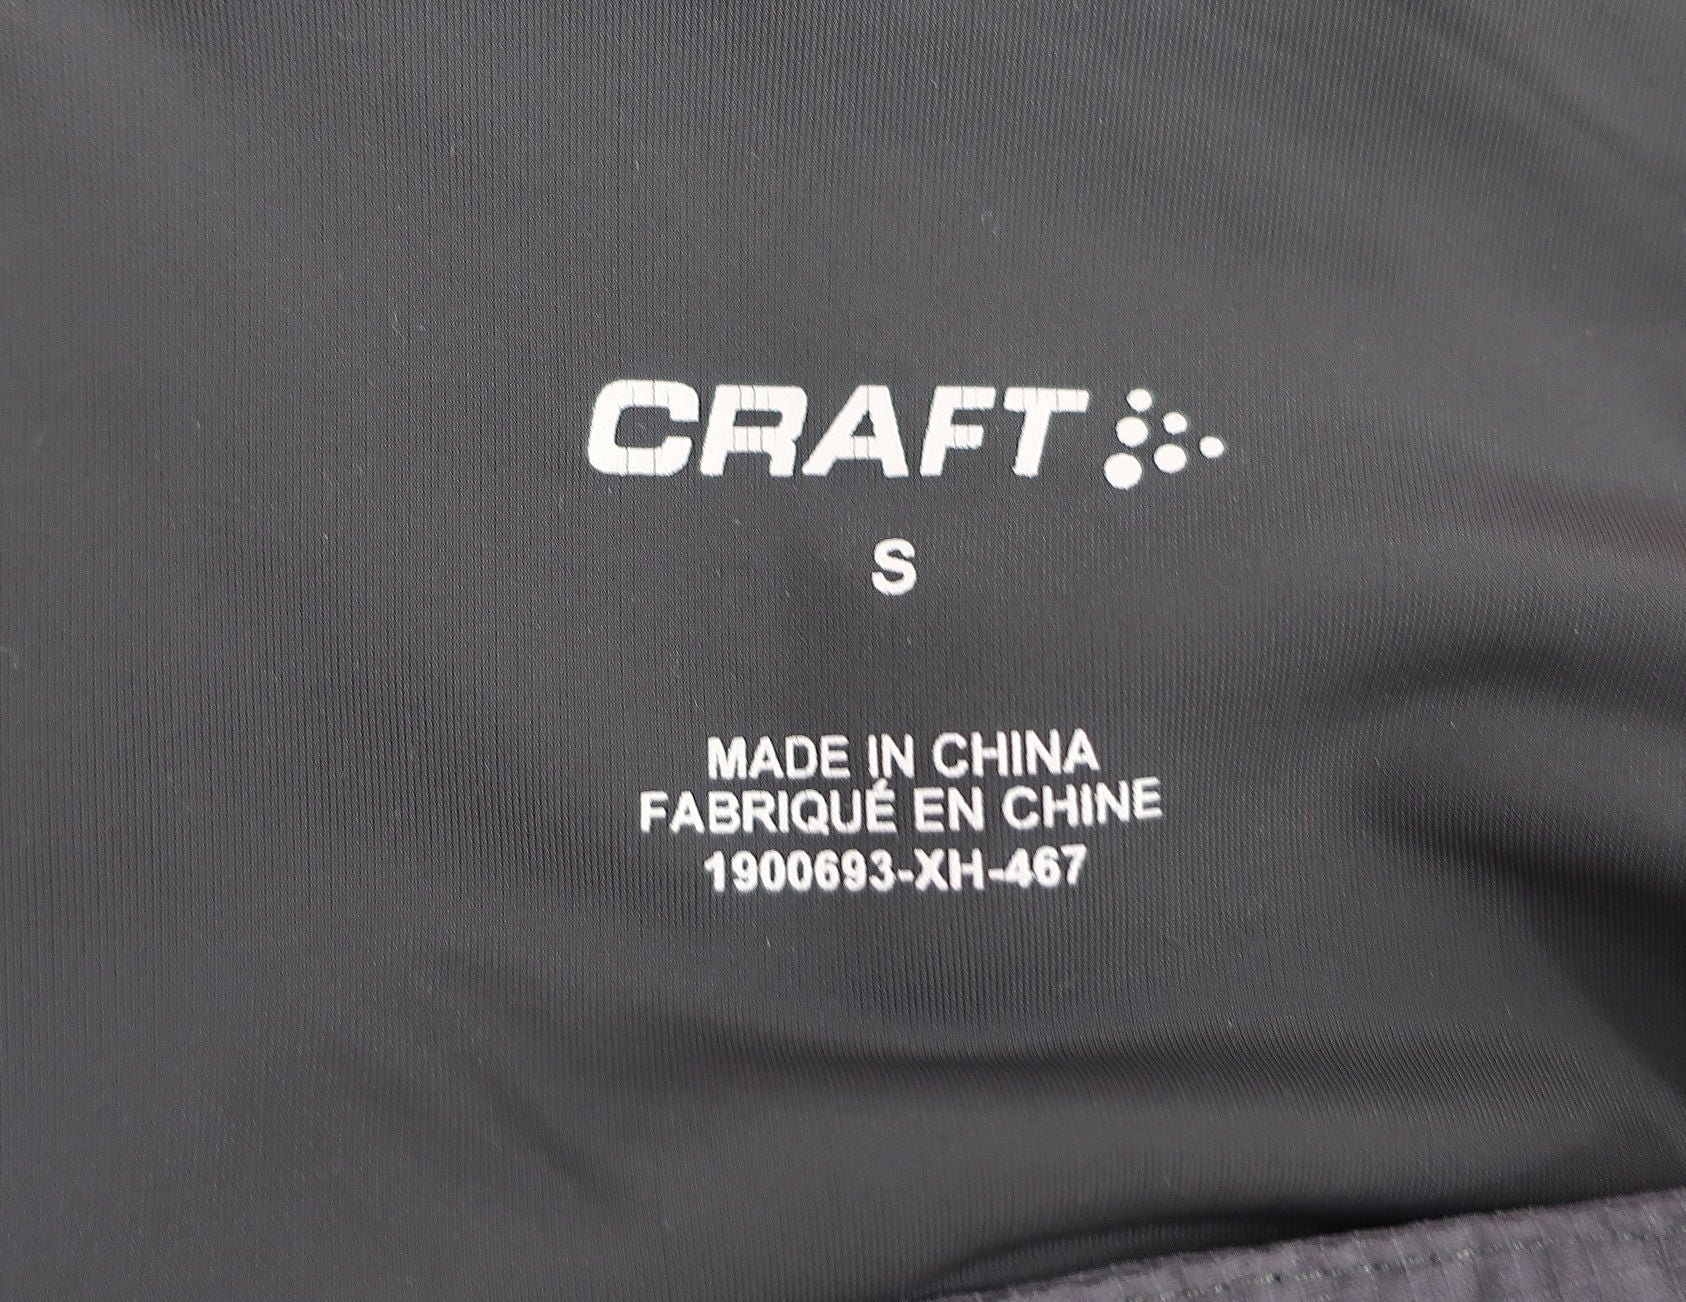 CRAFT
S
MADE IN CHINA
FABRIQUÉ EN CHINE
1900693-XH-467